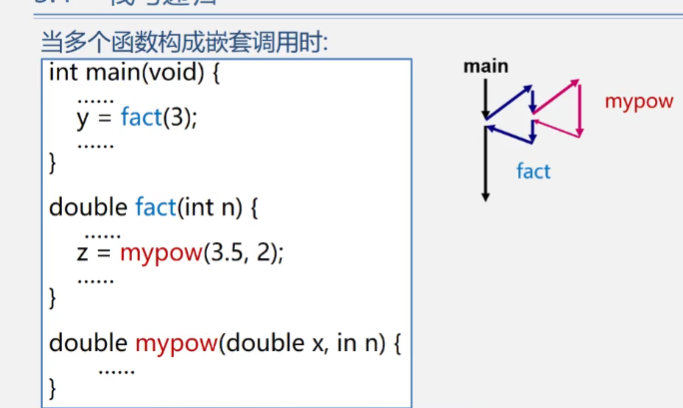 当多个函数构成嵌套调用时:
int main(void) {
......
y = fact(3);
......
}
double fact(int n) {
......
z = mypow(3.5, 2);
......
}
double mypow(double x, in n) {
......
}
main
mypow
fact